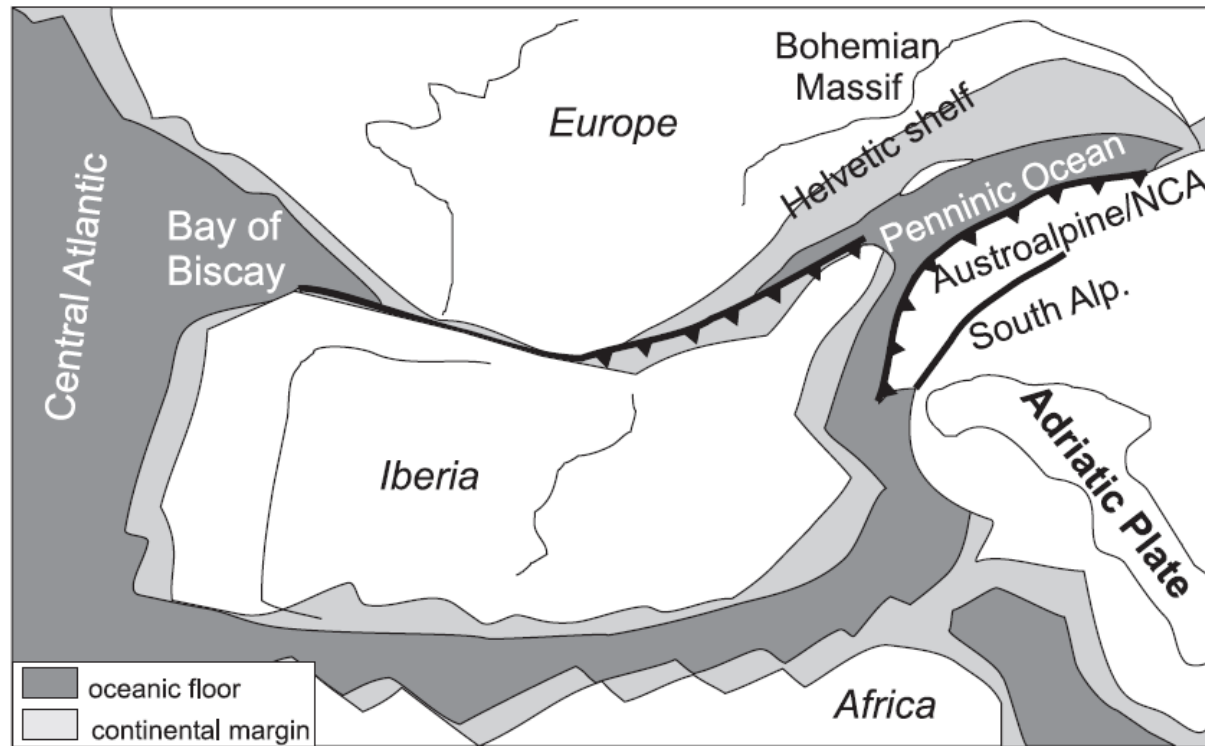 Bohemian
Massif
Europe
Helvetic shelf
Penninic Ocean
Austroalpine/NCA
South Alp.
Central Atlantic
Bay of
Biscay
Iberia
Adriatic Plate
Africa
oceanic floor
continental margin